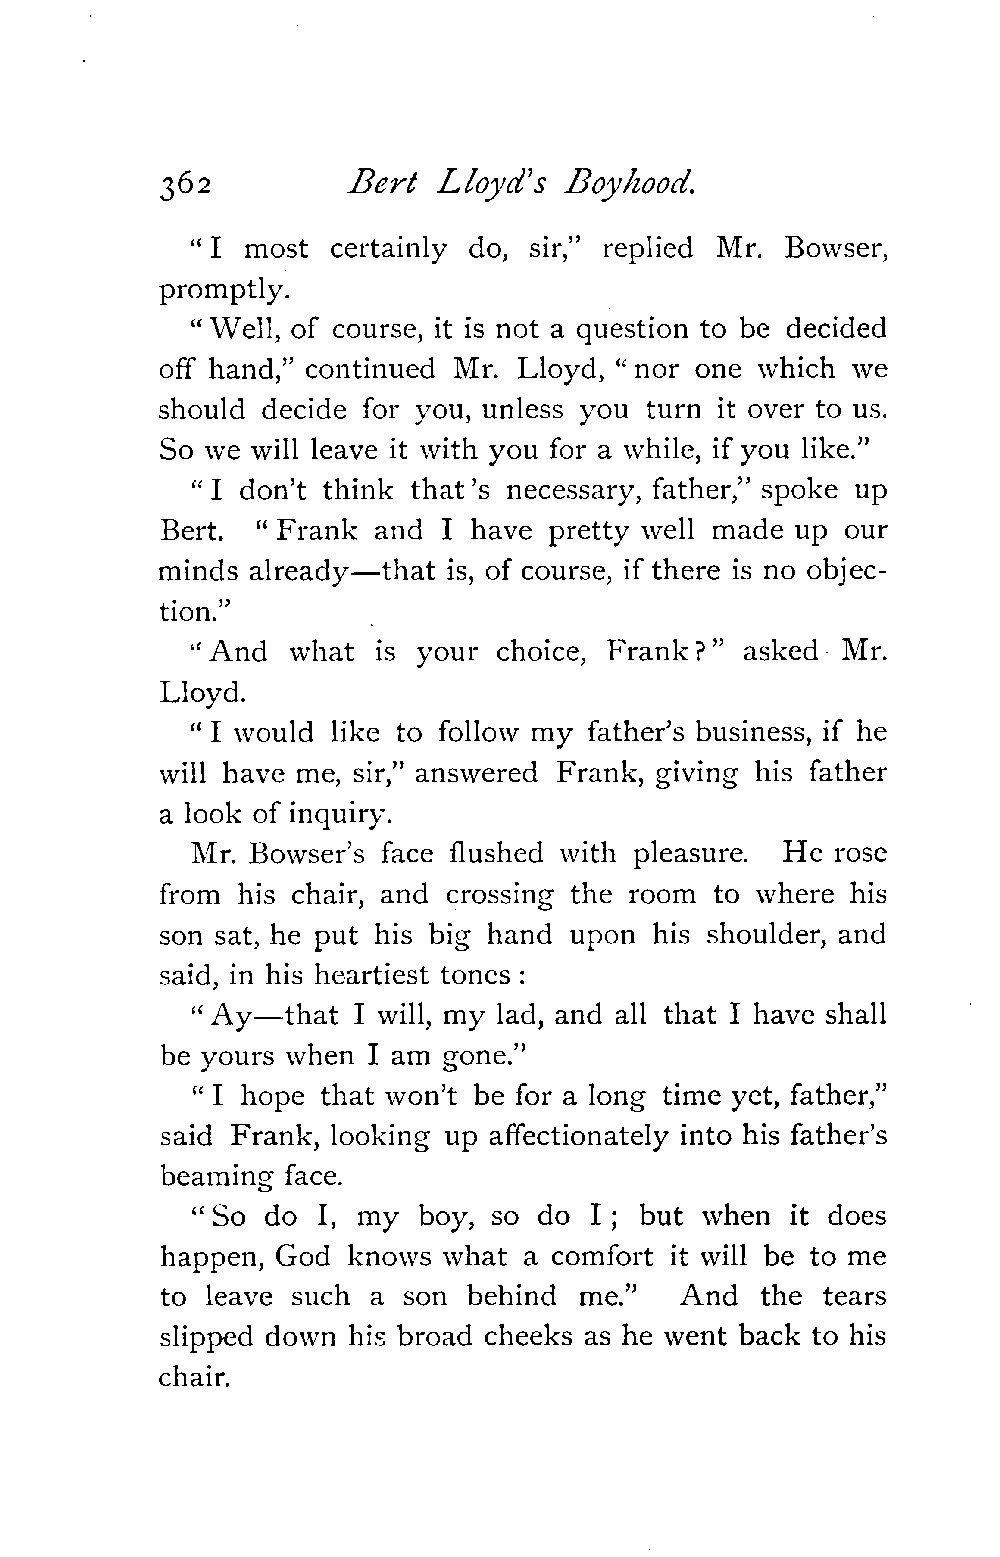 362 Bert Lloyd's Boyhood.
"I most certainly do, sir," replied Mr. Bowser,
promptly.
"Well, of course, it is not a question to be decided
off hand," continued Mr. Lloyd, "nor one which we
should decide for you, unless you turn it over to us.
So we will leave it with you for a while, if you like."
"I don't think that's necessary, father," spoke up
Bert. "Frank and I have pretty well made up our
minds already—that is, of course, if there is no objec-
tion."
"And what is your choice, Frank?" asked Mr.
Lloyd.
"I would like to follow my father's business, if he
will have me, sir," answered Frank, giving his father
a look of inquiry.
Mr. Bowser's face flushed with pleasure. He rose
from his chair, and crossing the room to where his
son sat, he put his big hand upon his shoulder, and
said, in his heartiest tones:
"Ay—that I will, my lad, and all that I have shall
be yours when I am gone."
"I hope that won't be for a long time yet, father,"
said Frank, looking up affectionately into his father's
beaming face.
"So do I, my boy, so do I; but when it does
happen, God knows what a comfort it will be to me
to leave such a son behind me." And the tears
slipped down his broad cheeks as he went back to his
chair.